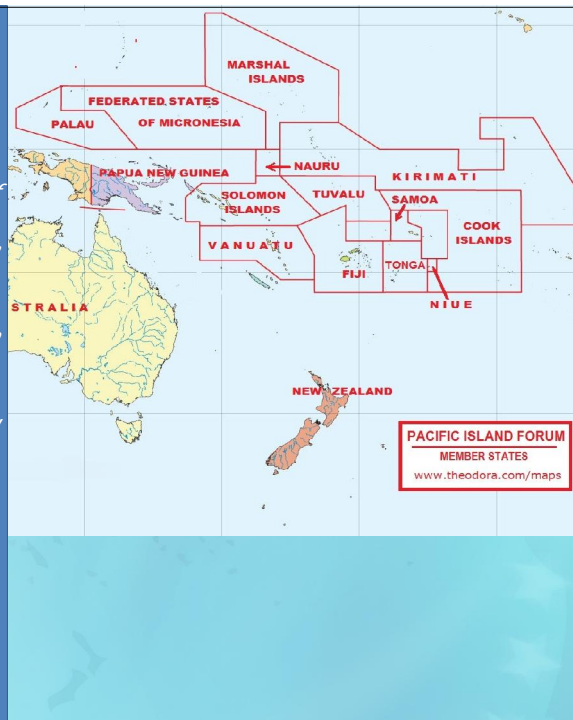 MARSHAL
ISLANDS
FEDERATED STATES
OF MICRONESIA
PALAU
PAPUA NEW GUINEA
NAURU
KIRIMATI
SOLOMON
ISLANDS
TUVALU
SAMOA
COOK
ISLANDS
VANUATU
FIJI
TONGA
NIUE
STRALIA
NEW ZEALAND
PACIFIC ISLAND FORUM
MEMBER STATES
www.theodora.com/maps